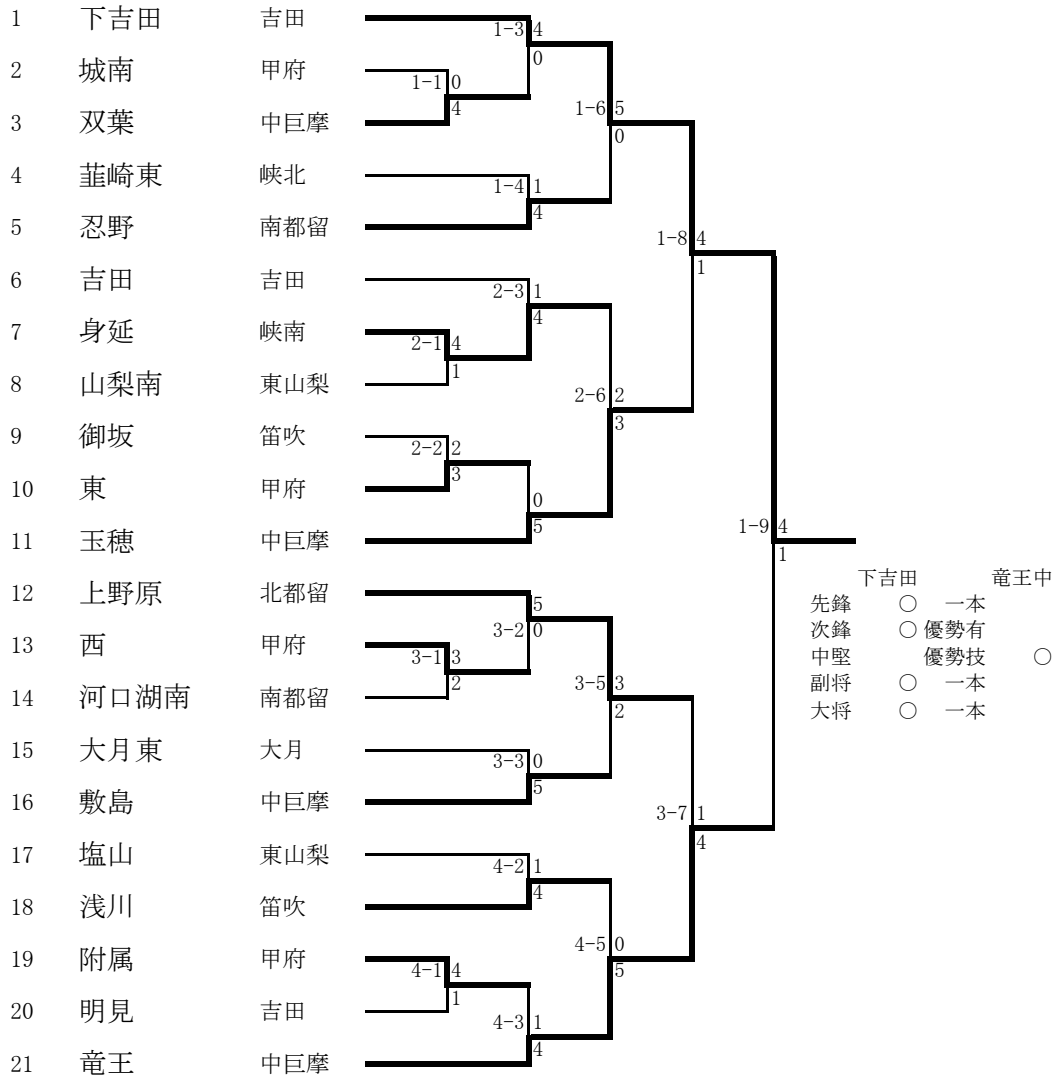 1 下吉田 吉田
1-3 4
0
2 城南 甲府
1-1 0
4
3 双葉 中巨摩
1-6 5
0
4 韮崎東 峡北
1-4 1
4
5 忍野 南都留
1-8 4
1
6 吉田 吉田
2-3 1
4
7 身延 峡南
2-1 4
1
8 山梨南 東山梨
2-6 2
3
9 御坂 笛吹
2-2 2
3
10 東 甲府
0
5
11 玉穂 中巨摩
1-9 4
1
12 上野原 北都留
5
3-2 0
13 西 甲府
3-1 3
2
14 河口湖南 南都留
3-5 3
2
15 大月東 大月
3-3 0
5
16 敷島 中巨摩
3-7 1
4
17 塩山 東山梨
4-2 1
4
18 浅川 笛吹
4-5 0
5
19 附属 甲府
4-1 4
1
20 明見 吉田
4-3 1
4
21 竜王 中巨摩
下吉田 竜王中
先鋒 ○ 一本
次鋒 ○ 優勢有
中堅 優勢技 ○
副将 ○ 一本
大将 ○ 一本